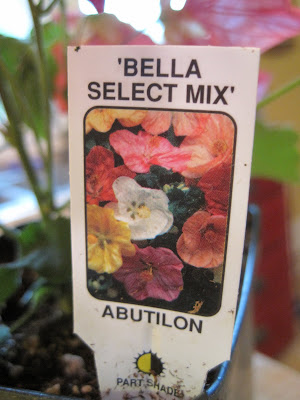 'BELLA
SELECT MIX'
ABUTILON
PART SHADE